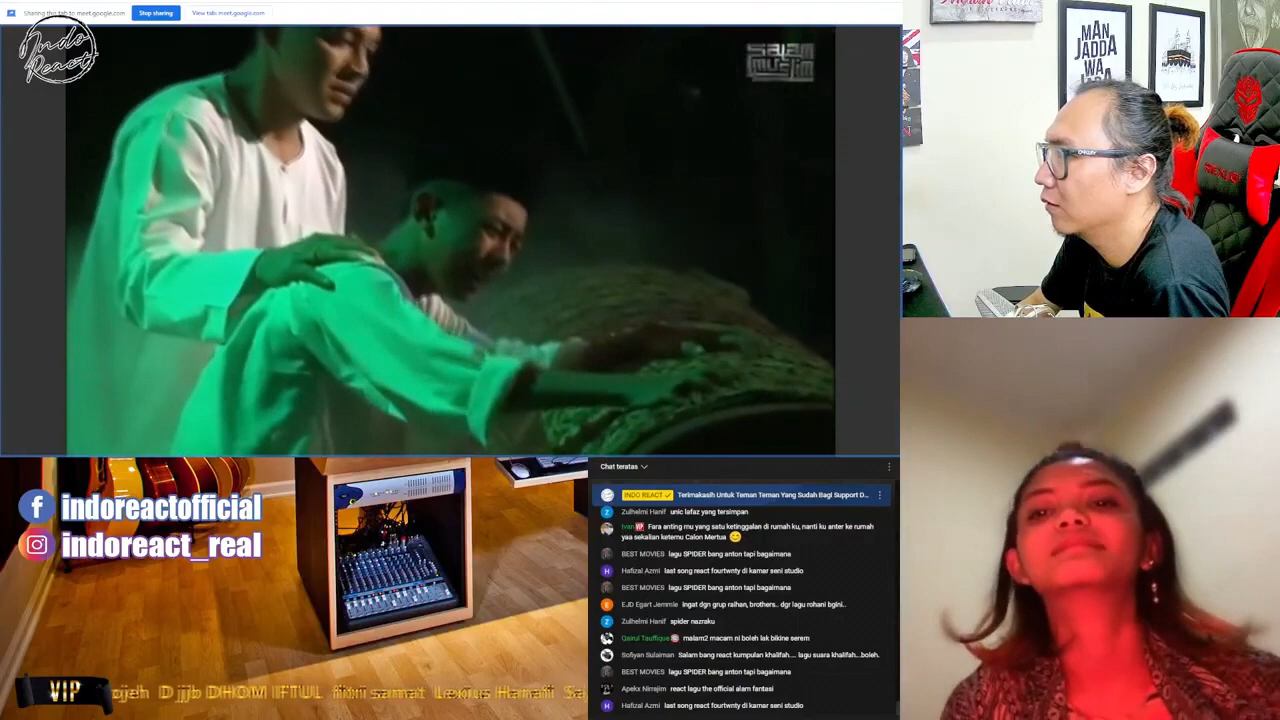 Sharing this tab to meet.google.com
Stop sharing
View tab: meet.google.com
Indo
React
salam
muslim
MAN
JADDA
WA
indoreactofficial
indoreact_real
VIP
Chat teratas
INDO REACT Terimakasih Untuk Teman Teman Yang Sudah Bagi Support D...
Zulhelmi Hanif unic lafaz yang tersimpan
Ivan VIP Fara anting mu yang satu ketinggalan di rumah ku, nanti ku anter ke rumah
yaa sekalian ketemu Calon Mertua 😊
BEST MOVIES lagu SPIDER bang anton tapi bagaimana
Hafizal Azmi last song react fourtwnty di kamar seni studio
BEST MOVIES lagu SPIDER bang anton tapi bagaimana
EJD Egart Jemmie ingat dgn grup raihan, brothers.. dgr lagu rohani bgini..
Zulhelmi Hanif spider nazraku
Qairul Tauffique malam2 macam ni boleh lak bikine serem
Sofiyan Sulaiman Salam bang react kumpulan khalifah.... lagu suara khalifah...boleh.
BEST MOVIES lagu SPIDER bang anton tapi bagaimana
Apekx Nirrajim react lagu the official alam fantasi
Hafizal Azmi last song react fourtwnty di kamar seni studio